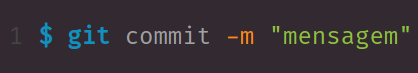 1 $ git commit -m "mensagem"